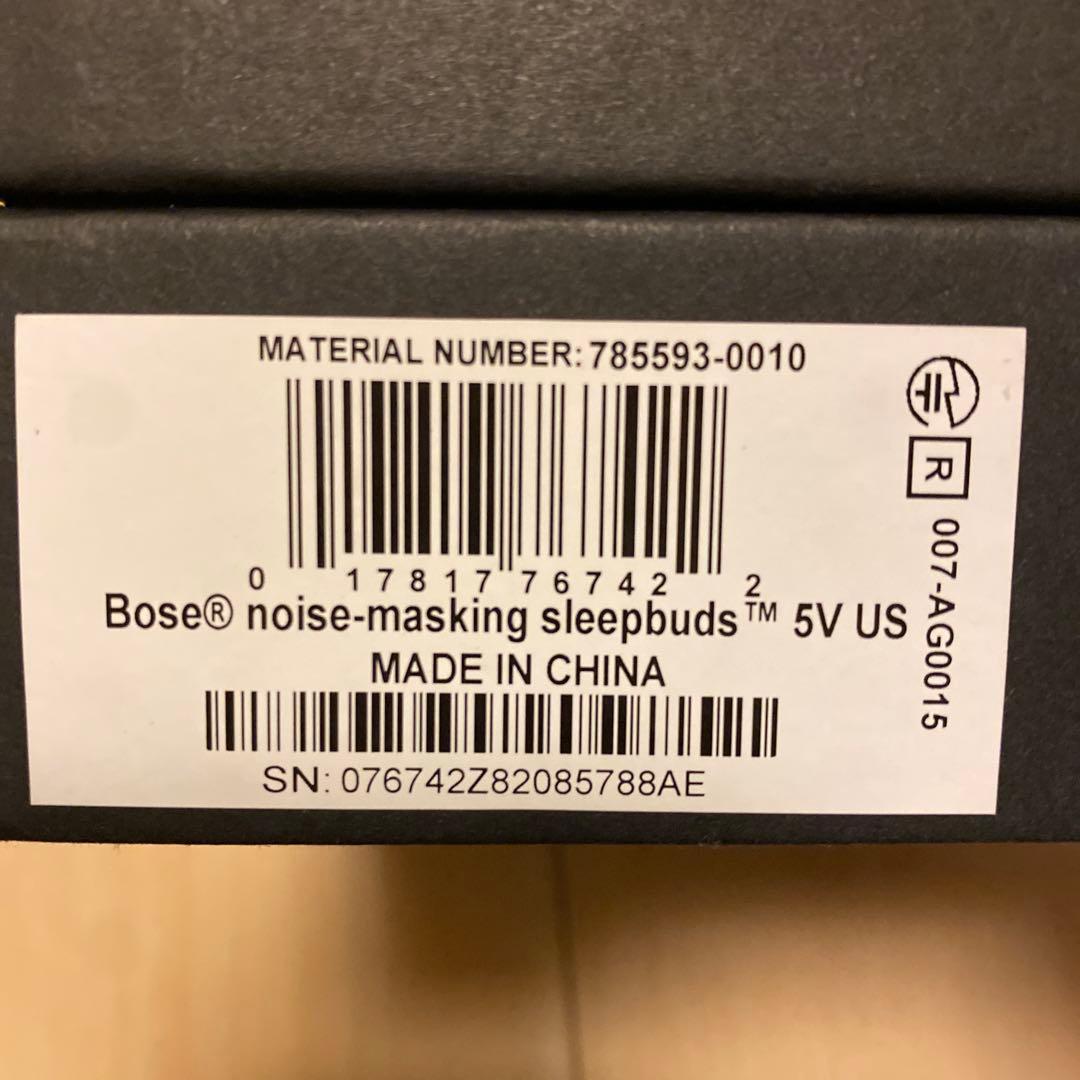 MATERIAL NUMBER: 785593-0010
0 17817 76742 2
Bose® noise-masking sleepbuds™ 5V US
MADE IN CHINA
SN: 076742Z82085788AE
R 007-AG0015